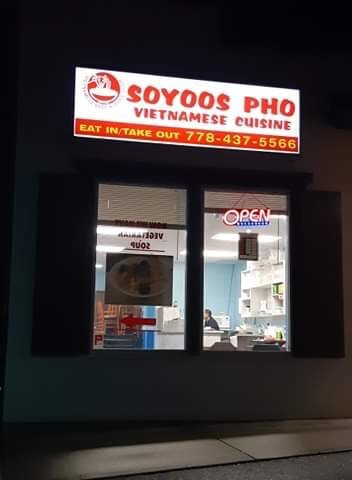 SOYOOS PHO
VIETNAMESE CUISINE
EAT IN/TAKE OUT 778-437-5566
OPEN
VEGETARIAN
SOUP
P